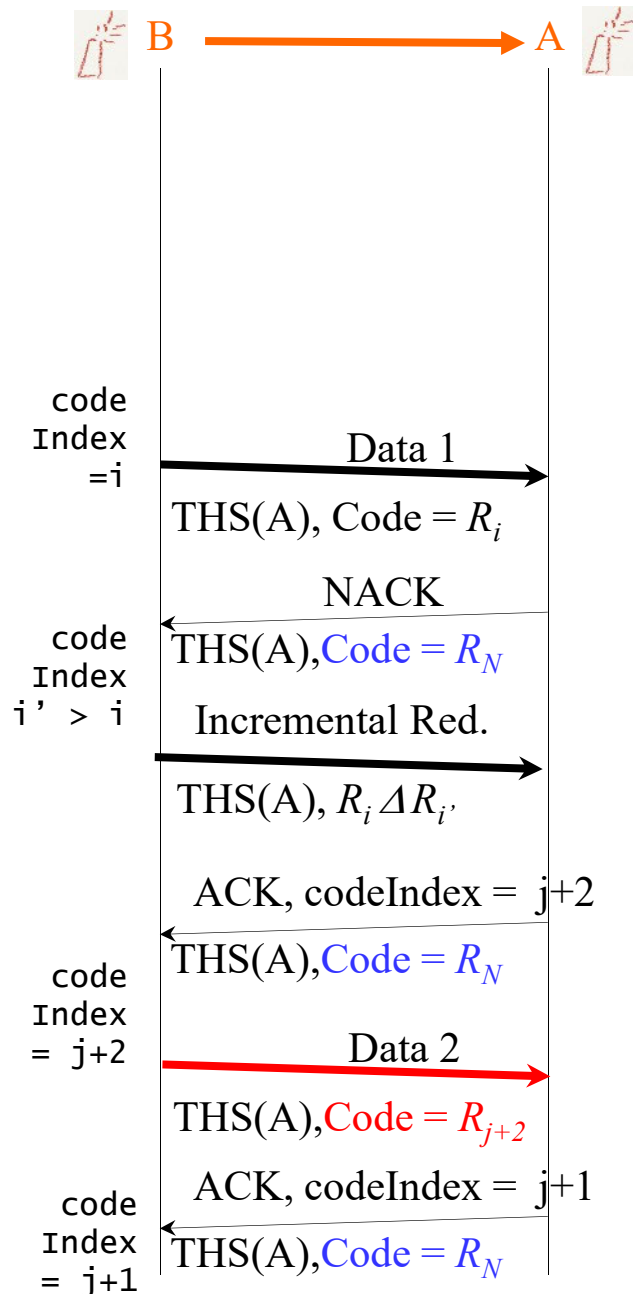 B A
code
Index
=i
Data 1
THS(A), Code = R_i
NACK
THS(A),Code = R_N
code
Index
i’ > i
Incremental Red.
THS(A), R_i Δ R_i’
ACK, codeIndex = j+2
THS(A),Code = R_N
code
Index
= j+2
Data 2
THS(A),Code = R_j+2
ACK, codeIndex = j+1
THS(A),Code = R_N
code
Index
= j+1